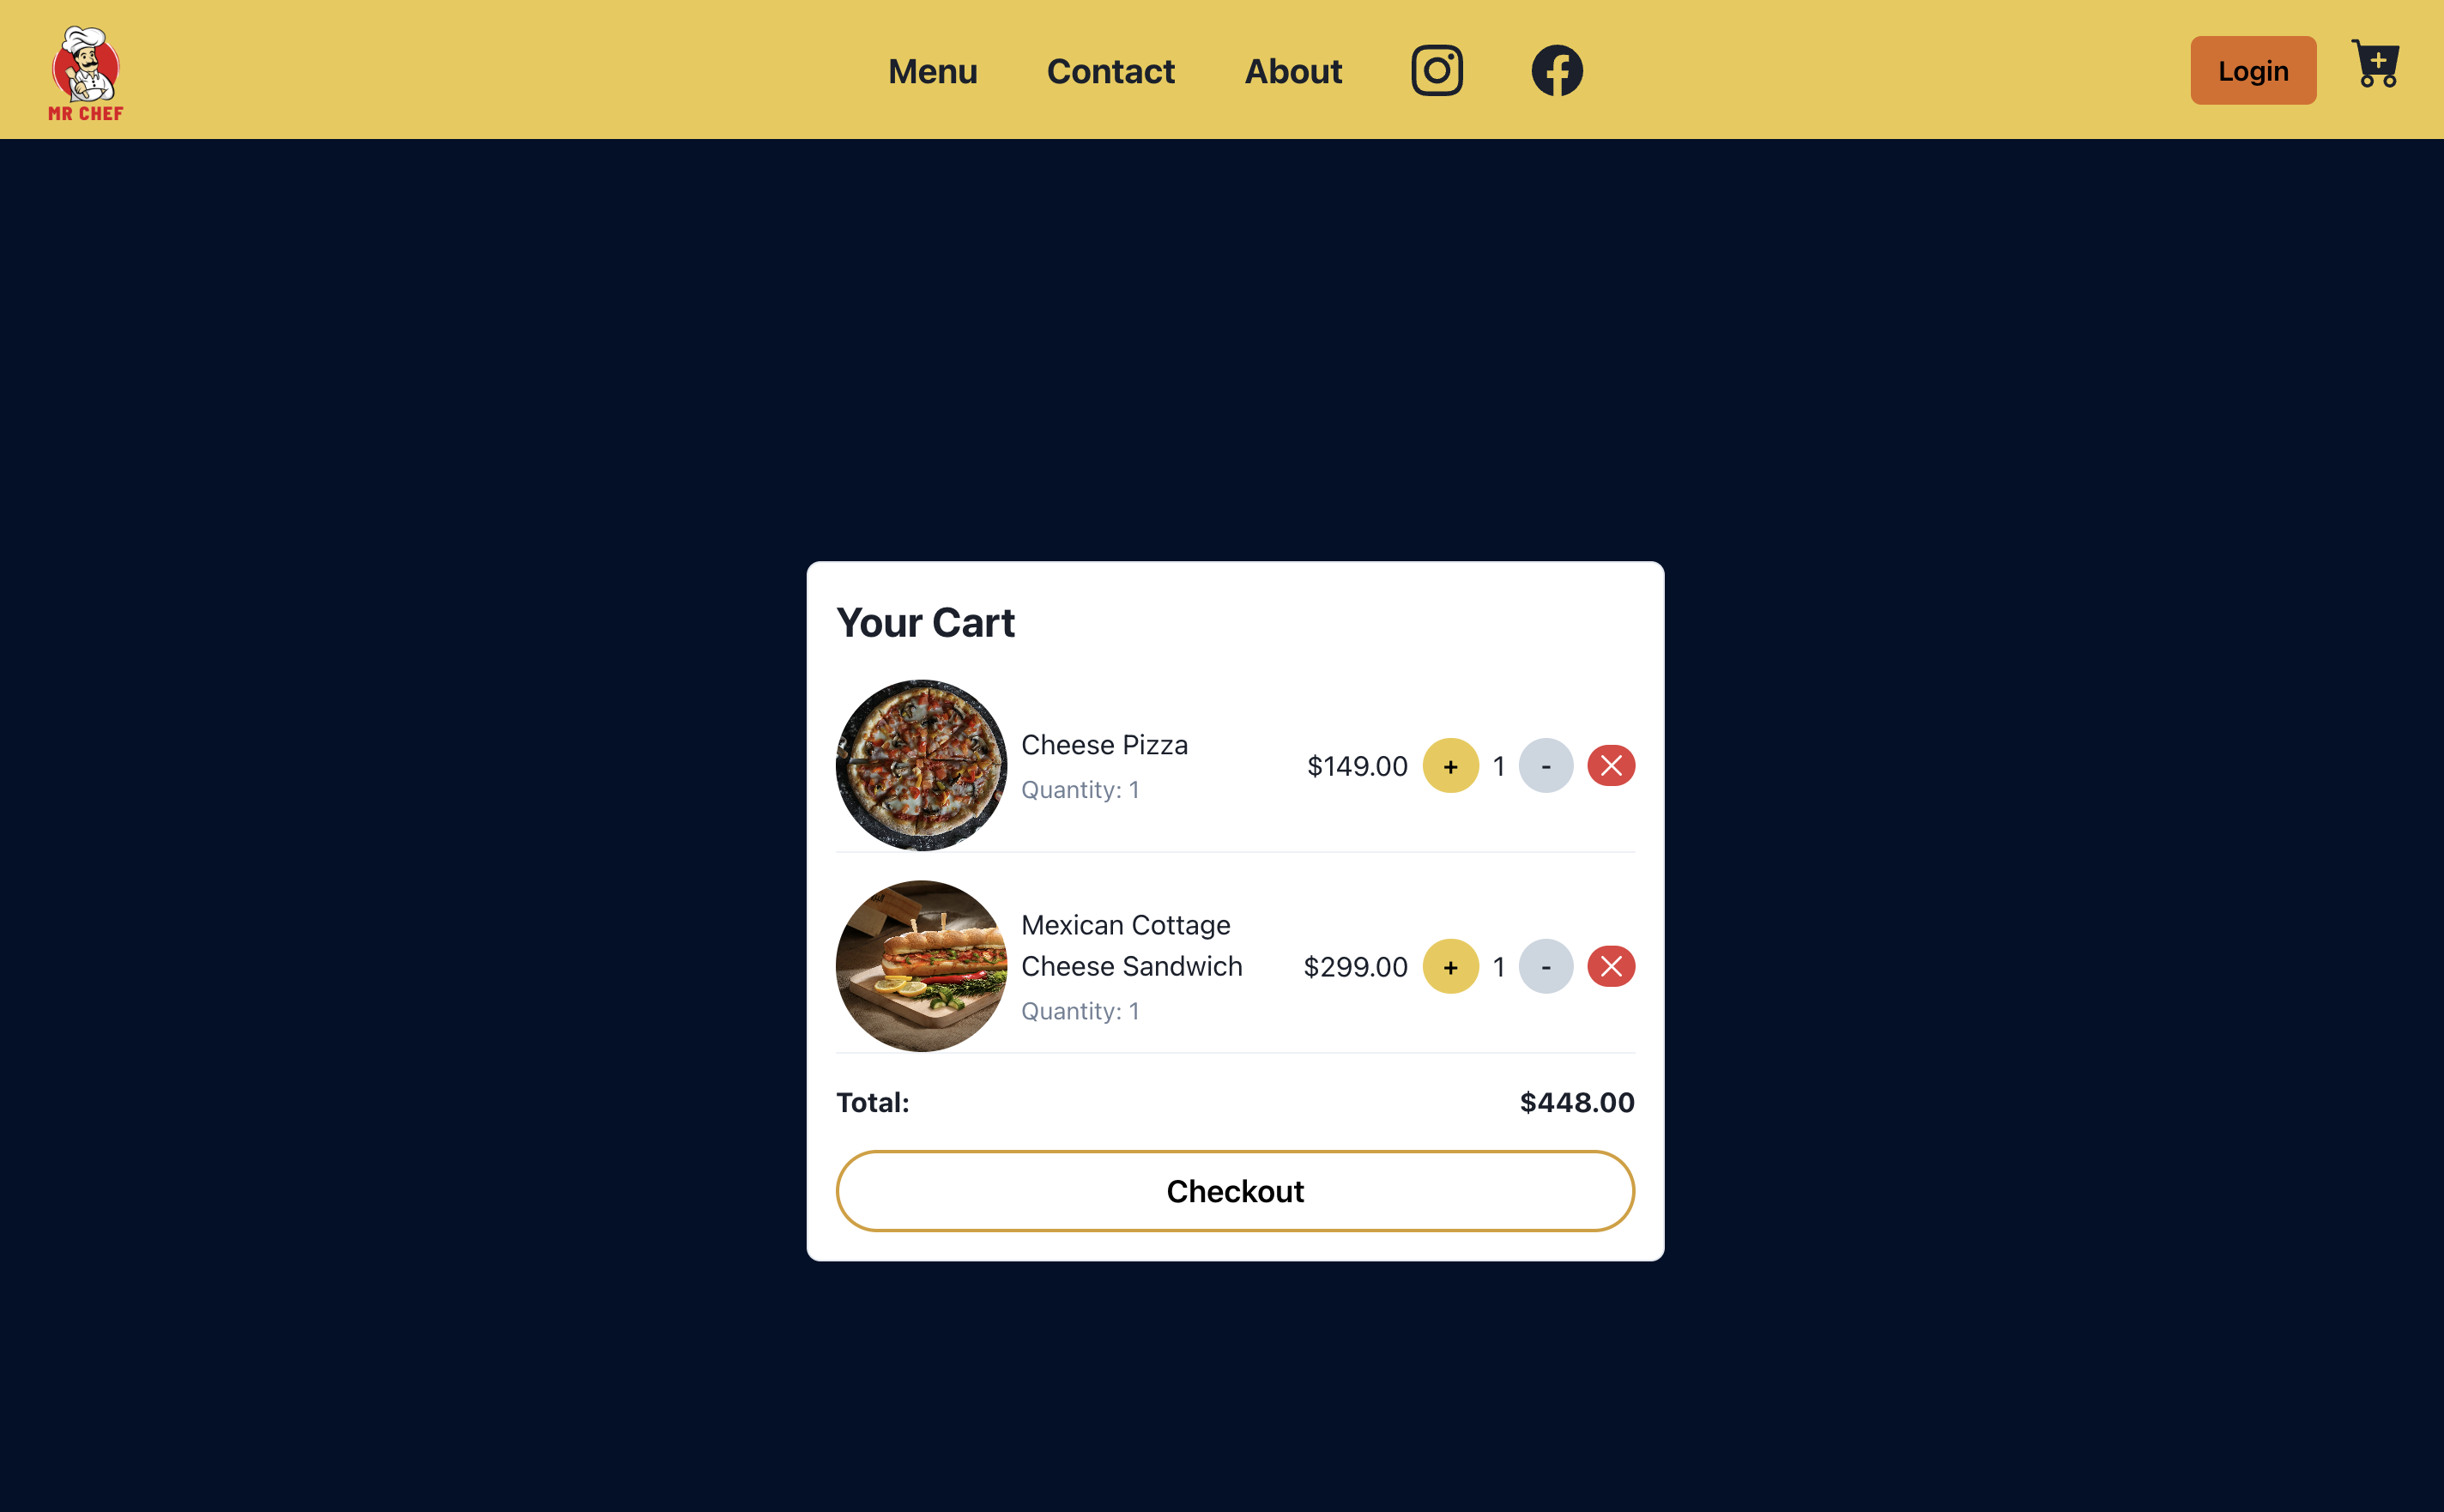 MR CHEF
Menu
Contact
About
Login
Your Cart
Cheese Pizza
Quantity: 1
$149.00
+
1
-
Mexican Cottage
Cheese Sandwich
Quantity: 1
$299.00
+
1
-
Total:
$448.00
Checkout